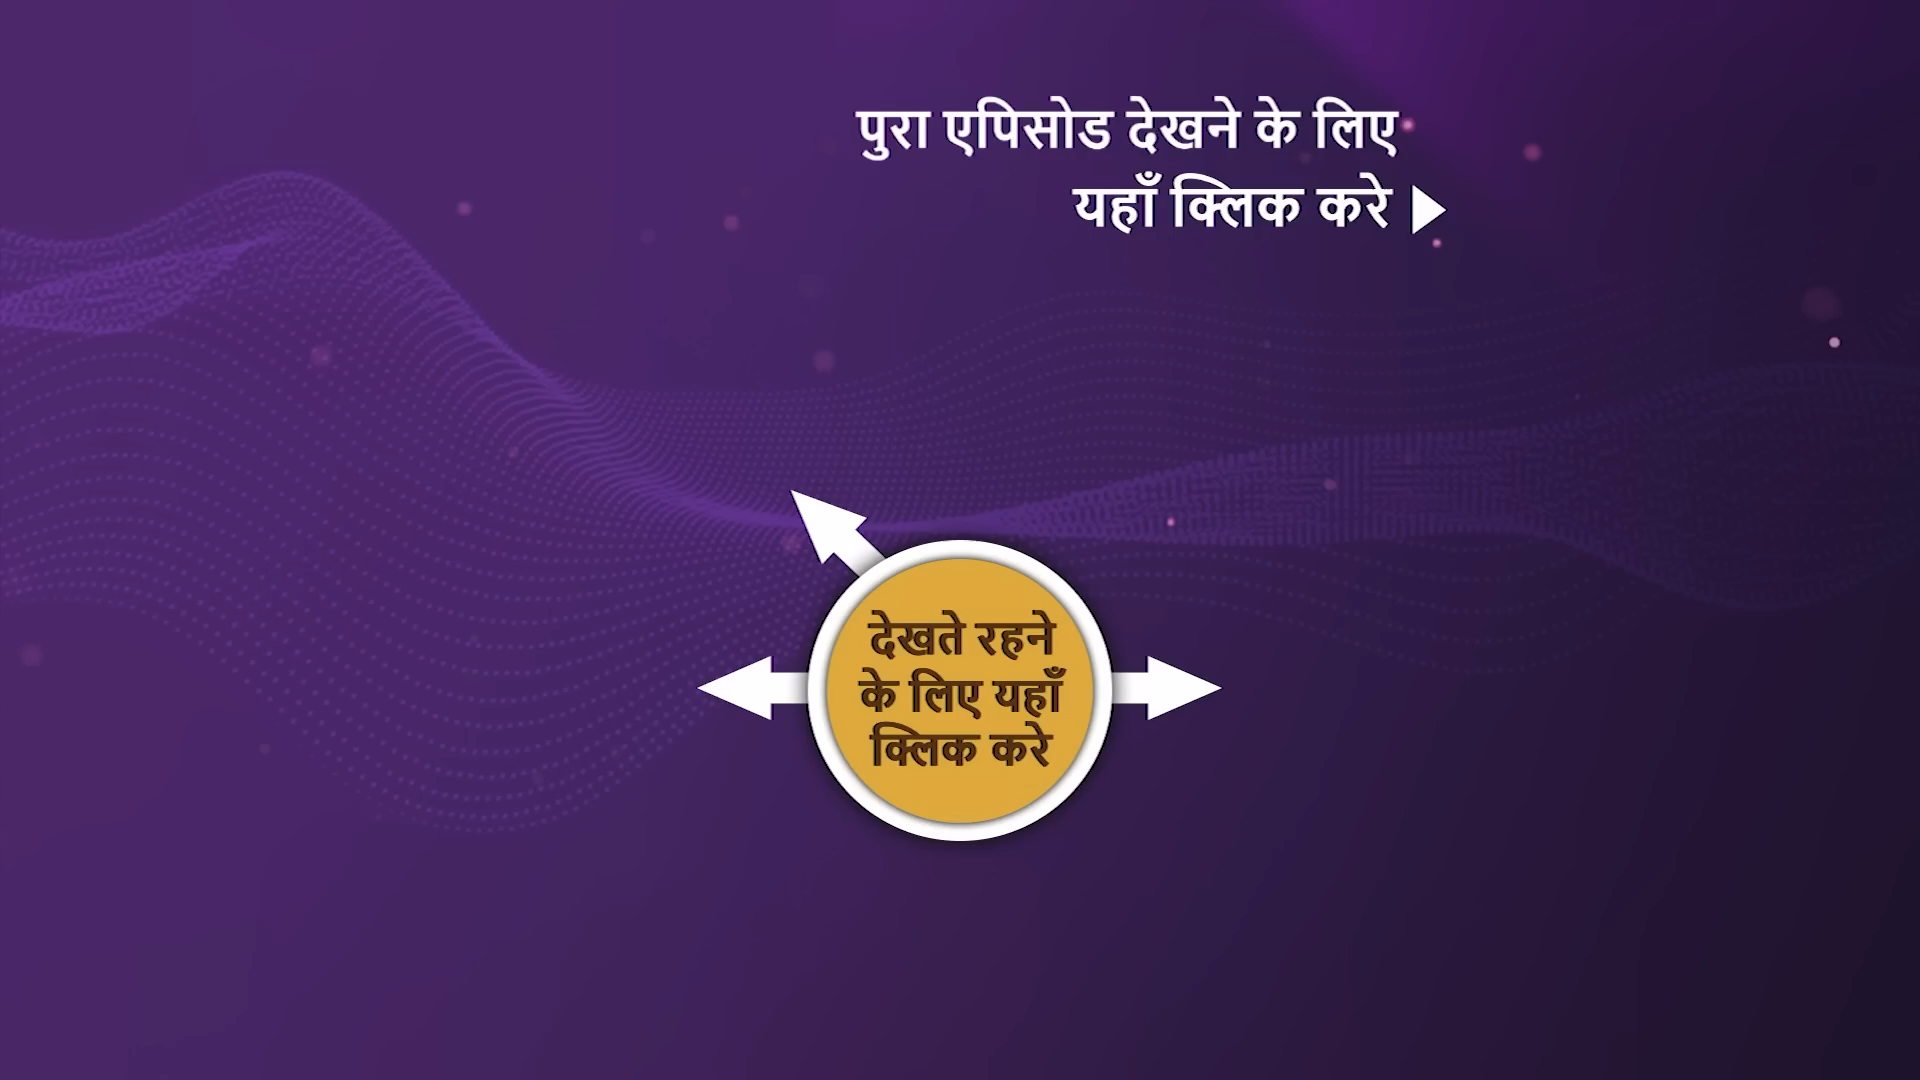 पुरा एपिसोड देखने के लिए
यहाँ क्लिक करे
देखते रहने
के लिए यहाँ
क्लिक करे